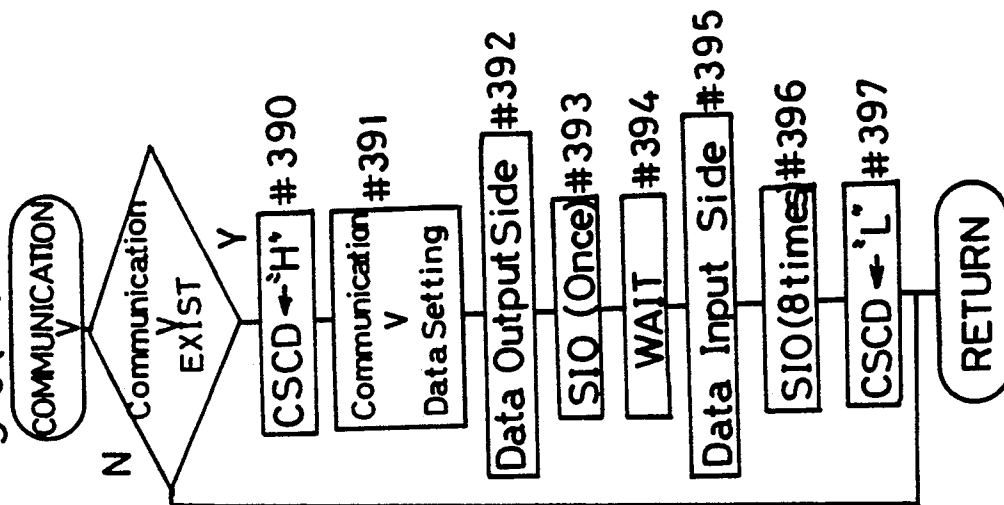 COMMUNICATION
V
Communication
V
EXIST
N
Y
CSCD ← "H" #390
Communication
V
Data Setting
#391
Data Output Side #392
SIO (Once) #393
WAIT #394
Data Input Side #395
SIO (8times) #396
CSCD ← "L" #397
RETURN